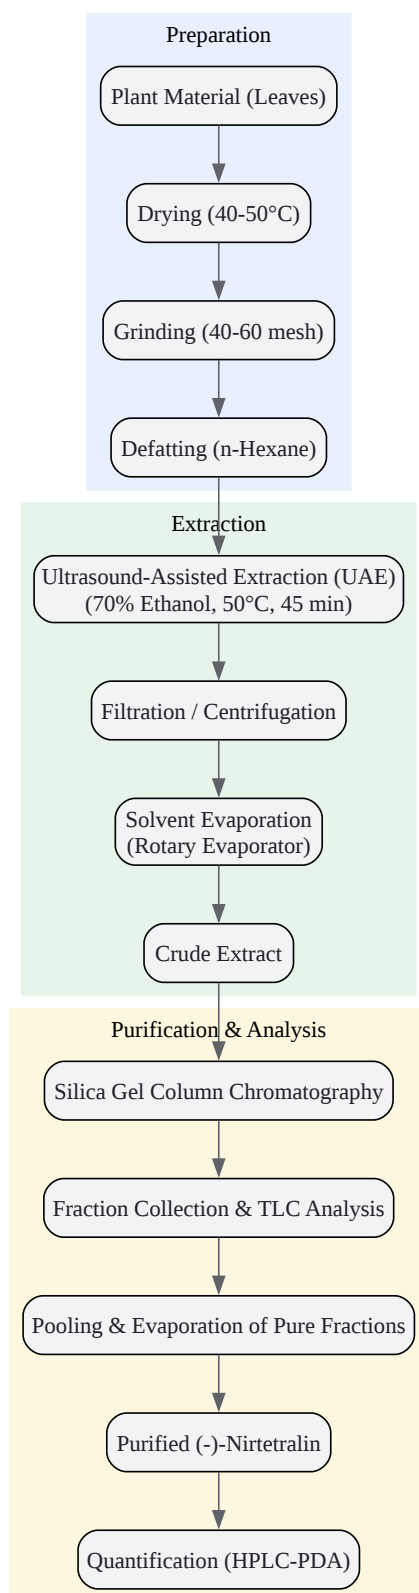 Preparation
Plant Material (Leaves)
Drying (40-50°C)
Grinding (40-60 mesh)
Defatting (n-Hexane)
Extraction
Ultrasound-Assisted Extraction (UAE)
(70% Ethanol, 50°C, 45 min)
Filtration / Centrifugation
Solvent Evaporation
(Rotary Evaporator)
Crude Extract
Purification & Analysis
Silica Gel Column Chromatography
Fraction Collection & TLC Analysis
Pooling & Evaporation of Pure Fractions
Purified (-)-Nirtetralin
Quantification (HPLC-PDA)